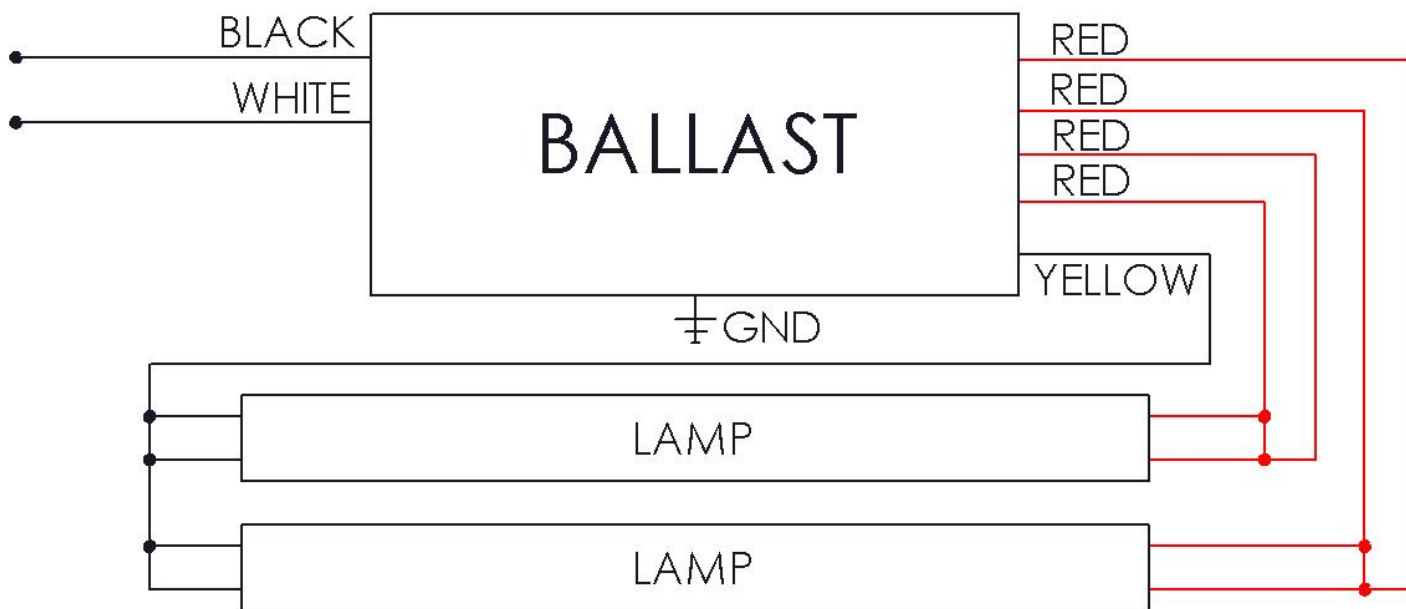 BLACK
WHITE
BALLAST
RED
RED
RED
RED
YELLOW
GND
LAMP
LAMP